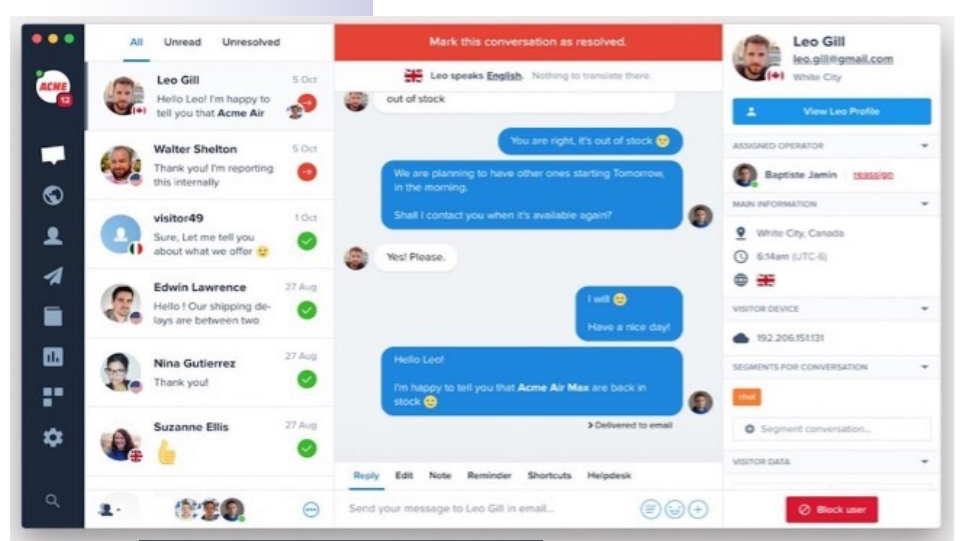 ACME
12
All Unread Unresolved
Leo Gill 5 Oct
Hello Leo! I'm happy to
tell you that Acme Air
Walter Shelton 5 Oct
Thank you! I'm reporting
this internally
visitor49 1 Oct
Sure, Let me tell you
about what we offer
Edwin Lawrence 27 Aug
Hello ! Our shipping de-
lays are between two
Nina Gutierrez 27 Aug
Thank you!
Suzanne Ellis 27 Aug
Mark this conversation as resolved.
Leo speaks English. Nothing to translate there.
out of stock
You are right, it's out of stock
We are planning to have other ones starting Tomorrow,
in the morning.
Shall I contact you when it's available again?
Yes! Please.
I will
Have a nice day!
Hello Leo!
I'm happy to tell you that Acme Air Max are back in
stock
> Delivered to email
Reply Edit Note Reminder Shortcuts Helpdesk
Send your message to Leo Gill in email...
Leo Gill
leo.gill@gmail.com
White City
View Leo Profile
ASSIGNED OPERATOR
Baptiste Jamin reassign
MAIN INFORMATION
White City, Canada
6:14am (UTC-6)
VISITOR DEVICE
192.206.151.131
SEGMENTS FOR CONVERSATION
chat
Segment conversation...
VISITOR DATA
Block user